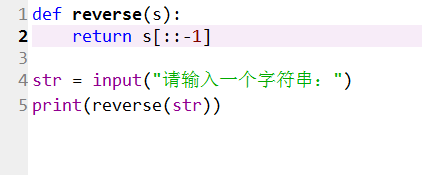 1 def reverse(s):
2     return s[::-1]
3
4 str = input("请输入一个字符串：")
5 print(reverse(str))